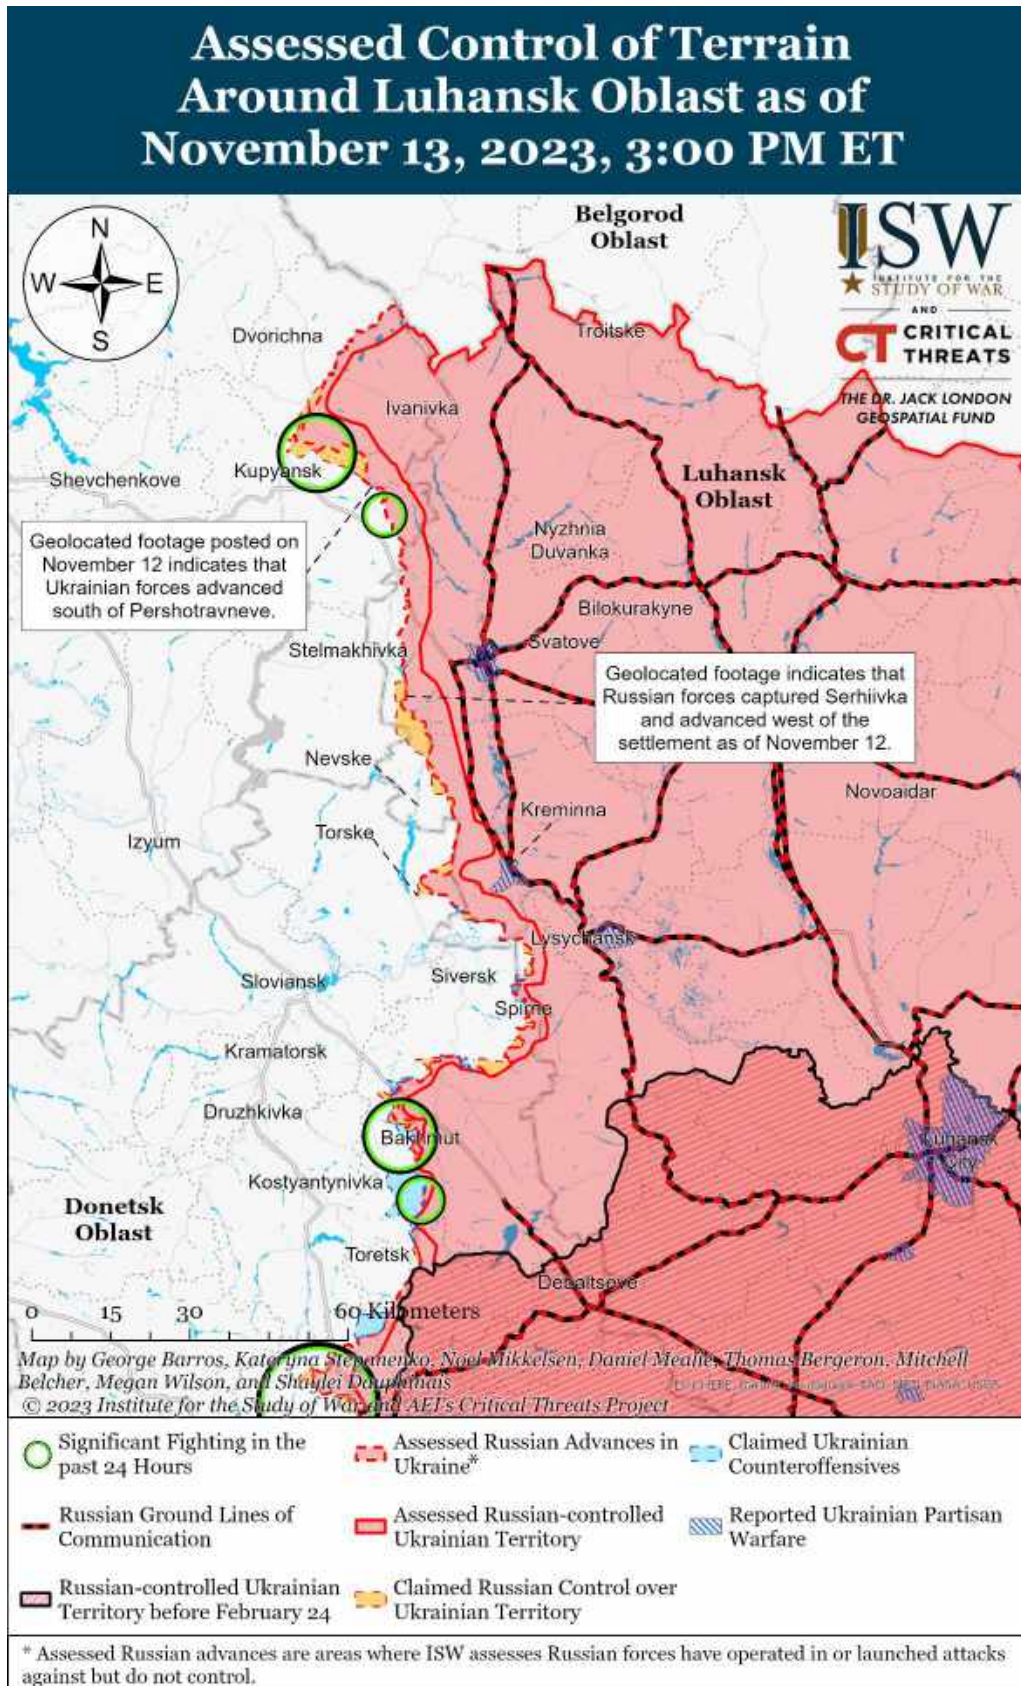 Assessed Control of Terrain
Around Luhansk Oblast as of
November 13, 2023, 3:00 PM ET
Belgorod
Oblast
ISW
INSTITUTE FOR THE
STUDY OF WAR
AND
CT CRITICAL
THREATS
THE DR. JACK LONDON
GEOSPATIAL FUND
N
W E
S
Dvorichna
Troitske
Ivanivka
Kupyansk
Shevchenkove
Luhansk
Oblast
Nyzhnia
Duvanka
Geolocated footage posted on
November 12 indicates that
Ukrainian forces advanced
south of Pershotravneve.
Bilokurakyne
Svatove
Stelmakhivka
Geolocated footage indicates that
Russian forces captured Serhiivka
and advanced west of the
settlement as of November 12.
Nevske
Novoaidar
Kreminna
Torske
Izyum
Lysychansk
Siversk
Sloviansk
Spirne
Kramatorsk
Druzhkivka
Bakhmut
Luhansk
City
Kostyantynivka
Donetsk
Oblast
Toretsk
Debaltseve
0 15 30 60 Kilometers
Map by George Barros, Kateryna Stepanenko, Noel Mikkelsen, Daniel Mealie, Thomas Bergeron, Mitchell
Belcher, Megan Wilson, and Shaylei Dauphinais
© 2023 Institute for the Study of War and AEI's Critical Threats Project
Significant Fighting in the
past 24 Hours
Assessed Russian Advances in
Ukraine*
Claimed Ukrainian
Counteroffensives
Russian Ground Lines of
Communication
Assessed Russian-controlled
Ukrainian Territory
Reported Ukrainian Partisan
Warfare
Russian-controlled Ukrainian
Territory before February 24
Claimed Russian Control over
Ukrainian Territory
* Assessed Russian advances are areas where ISW assesses Russian forces have operated in or launched attacks
against but do not control.